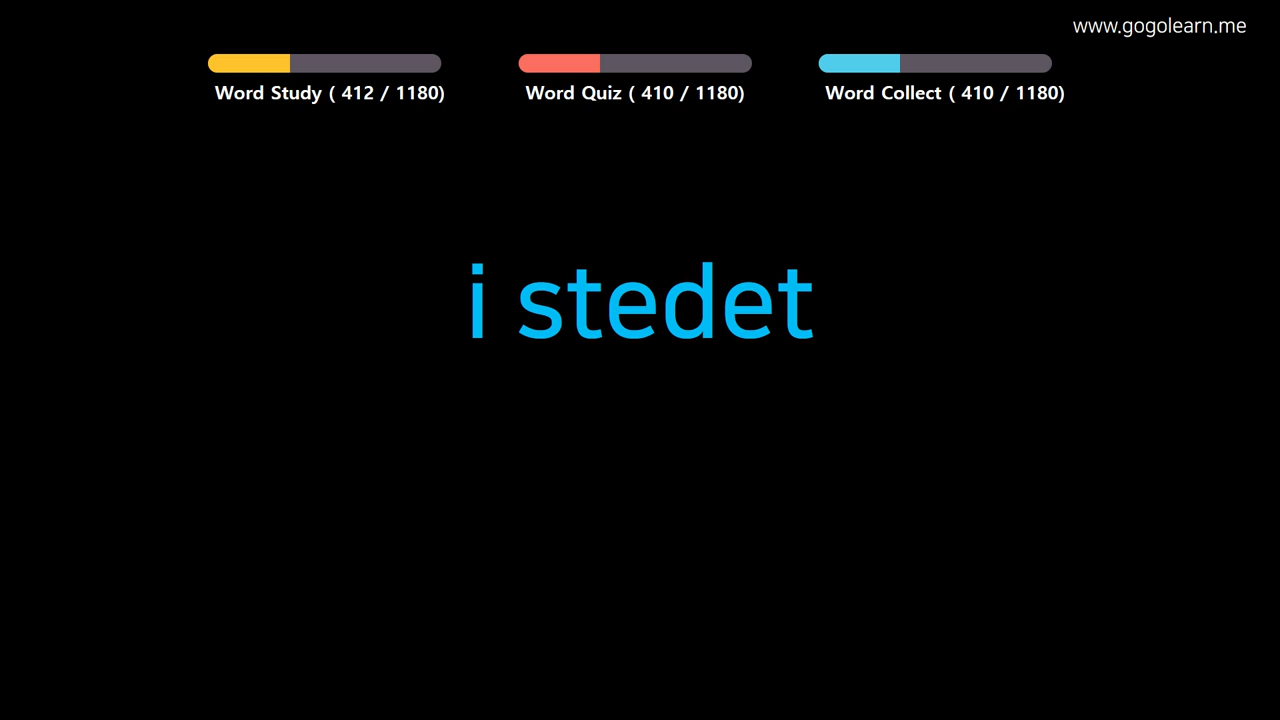 www.gogolearn.me
Word Study ( 412 / 1180)
Word Quiz ( 410 / 1180)
Word Collect ( 410 / 1180)
i stedet